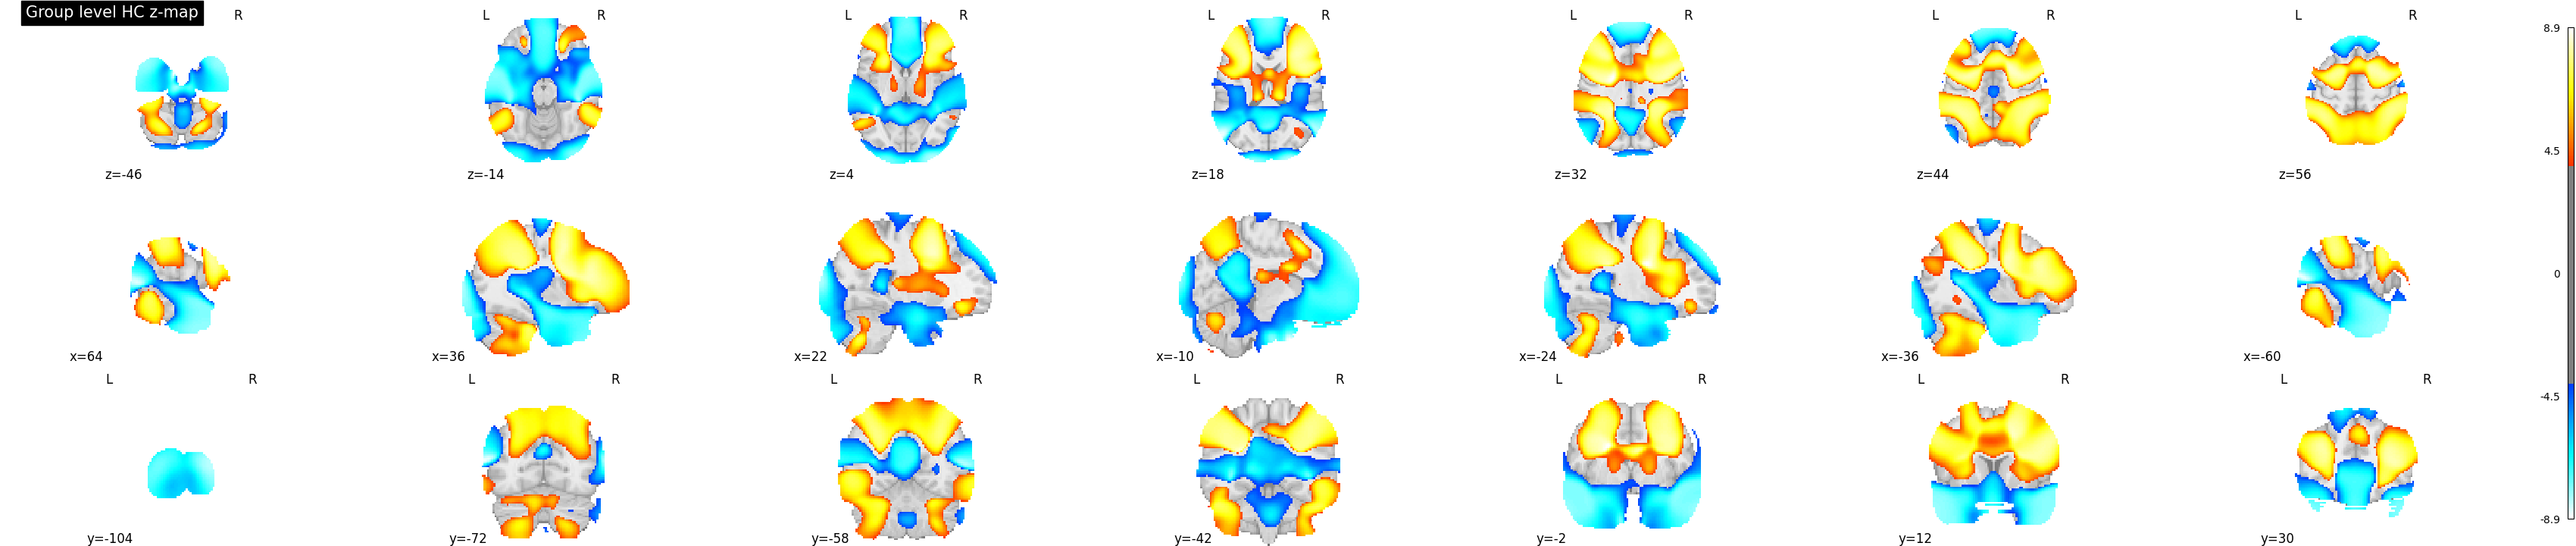 Group level HC z-map
R
L R
L R
L R
L R
L R
L R
8.9
4.5
0
-4.5
-8.9
z=-46
z=-14
z=4
z=18
z=32
z=44
z=56
x=64
x=36
x=22
x=-10
x=-24
x=-36
x=-60
L R
L R
L R
L R
L R
L R
L R
y=-104
y=-72
y=-58
y=-42
y=-2
y=12
y=30